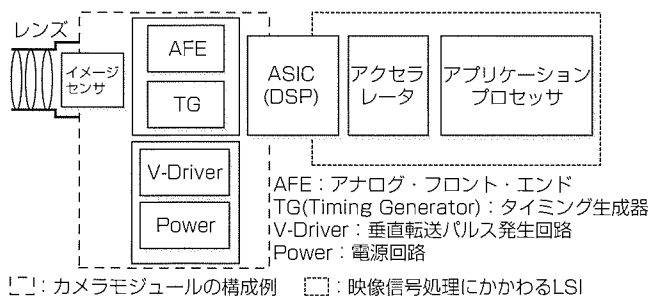 レンズ
イメージ
センサ
AFE
TG
V-Driver
Power
ASIC
(DSP)
アクセラ
レータ
アプリケーション
プロセッサ
AFE：アナログ・フロント・エンド
TG(Timing Generator)：タイミング生成器
V-Driver：垂直転送パルス発生回路
Power：電源回路
：カメラモジュールの構成例
：映像信号処理にかかわるLSI